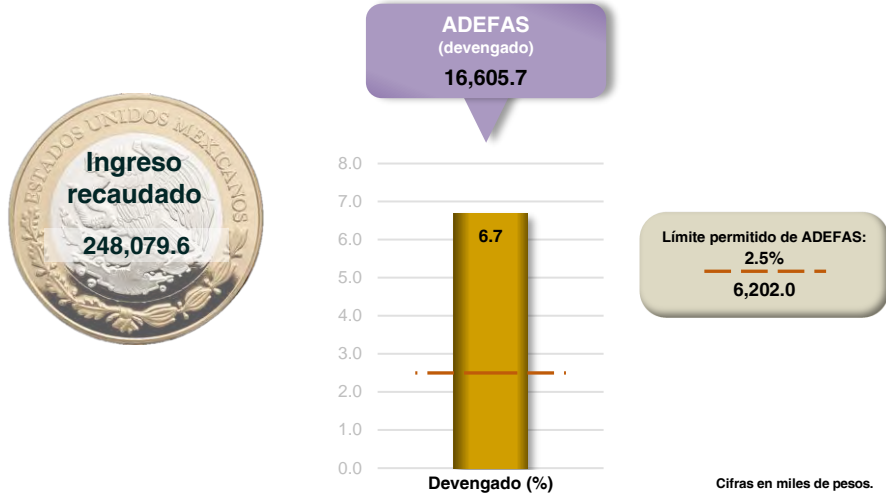 ADEFAS
(devengado)
16,605.7
ESTADOS UNIDOS MEXICANOS
Ingreso
recaudado
248,079.6
8.0
7.0
6.0
5.0
4.0
3.0
2.0
1.0
0.0
6.7
Devengado (%)
Límite permitido de ADEFAS:
2.5%
6,202.0
Cifras en miles de pesos.